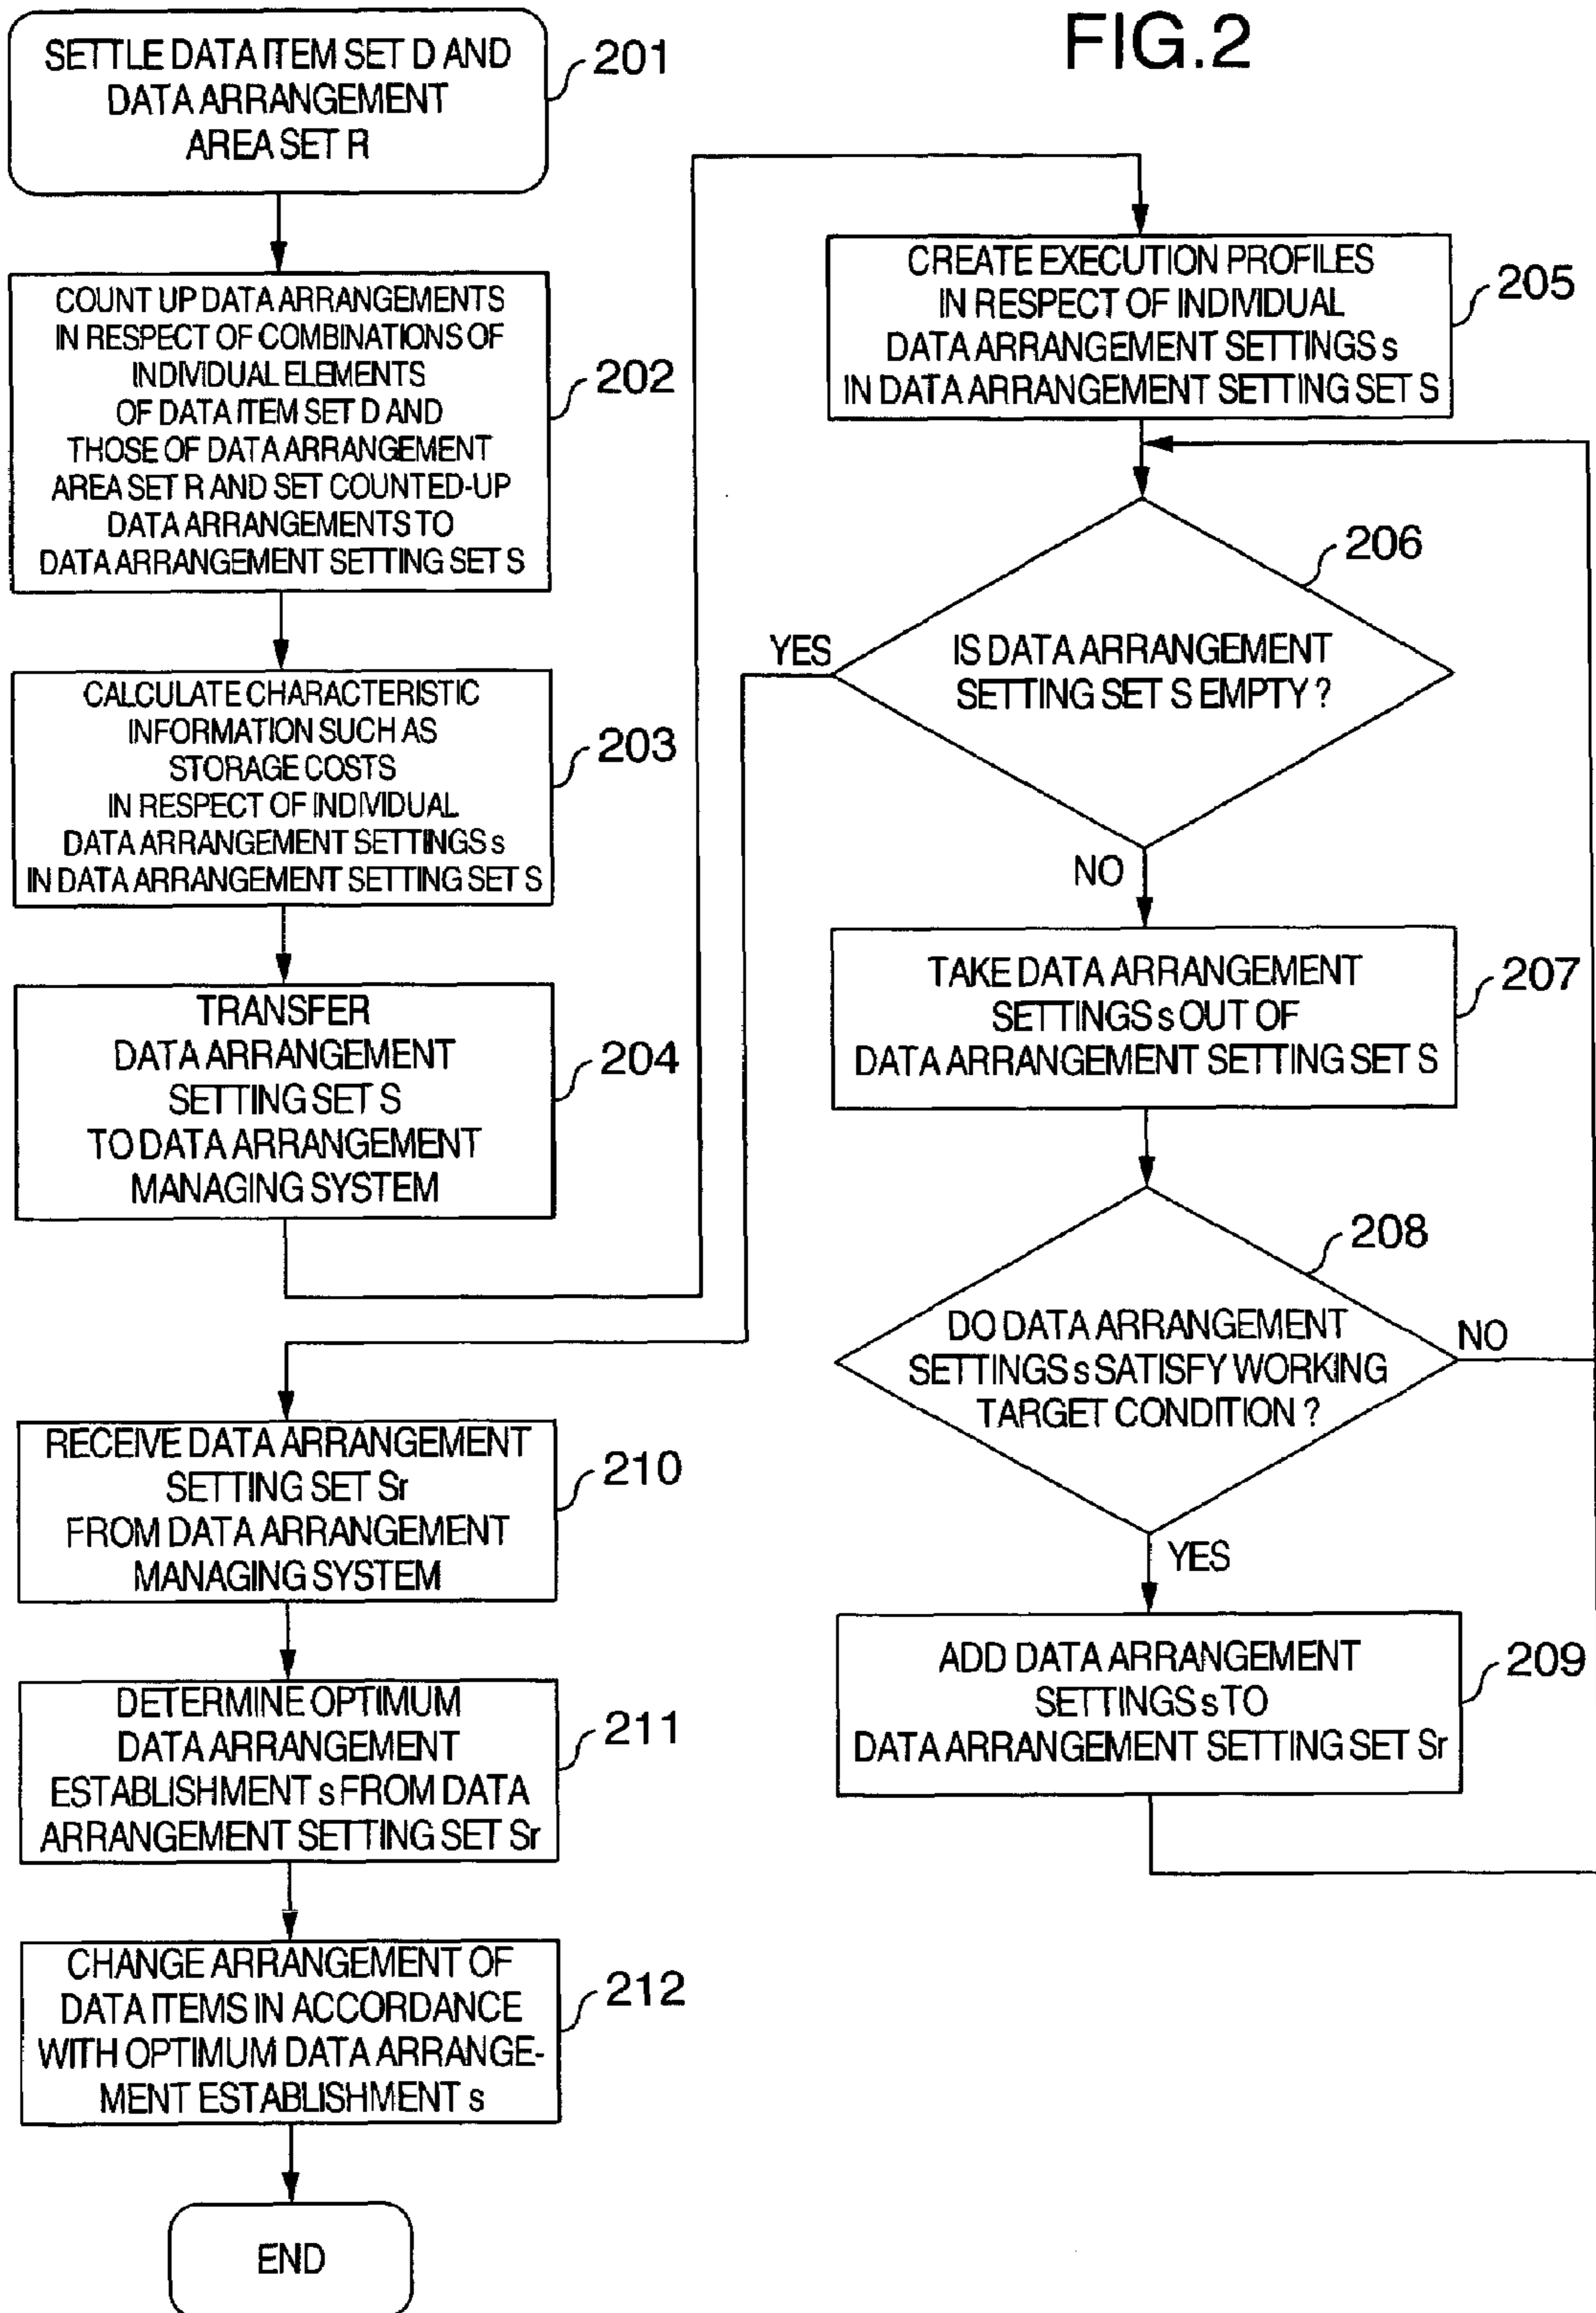 FIG.2
SETTLE DATA ITEM SET D AND
DATA ARRANGEMENT
AREA SET R
201
COUNT UP DATA ARRANGEMENTS
IN RESPECT OF COMBINATIONS OF
INDIVIDUAL ELEMENTS
OF DATA ITEM SET D AND
THOSE OF DATA ARRANGEMENT
AREA SET R AND SET COUNTED-UP
DATA ARRANGEMENTS TO
DATA ARRANGEMENT SETTING SET S
202
CALCULATE CHARACTERISTIC
INFORMATION SUCH AS
STORAGE COSTS
IN RESPECT OF INDIVIDUAL
DATA ARRANGEMENT SETTINGS s
IN DATA ARRANGEMENT SETTING SET S
203
TRANSFER
DATA ARRANGEMENT
SETTING SET S
TO DATA ARRANGEMENT
MANAGING SYSTEM
204
CREATE EXECUTION PROFILES
IN RESPECT OF INDIVIDUAL
DATA ARRANGEMENT SETTINGS s
IN DATA ARRANGEMENT SETTING SET S
205
IS DATA ARRANGEMENT
SETTING SET S EMPTY ?
206
YES
NO
TAKE DATA ARRANGEMENT
SETTINGS s OUT OF
DATA ARRANGEMENT SETTING SET S
207
DO DATA ARRANGEMENT
SETTINGS s SATISFY WORKING
TARGET CONDITION ?
208
NO
YES
ADD DATA ARRANGEMENT
SETTINGS s TO
DATA ARRANGEMENT SETTING SET Sr
209
RECEIVE DATA ARRANGEMENT
SETTING SET Sr
FROM DATA ARRANGEMENT
MANAGING SYSTEM
210
DETERMINE OPTIMUM
DATA ARRANGEMENT
ESTABLISHMENT s FROM DATA
ARRANGEMENT SETTING SET Sr
211
CHANGE ARRANGEMENT OF
DATA ITEMS IN ACCORDANCE
WITH OPTIMUM DATA ARRANGE-
MENT ESTABLISHMENT s
212
END